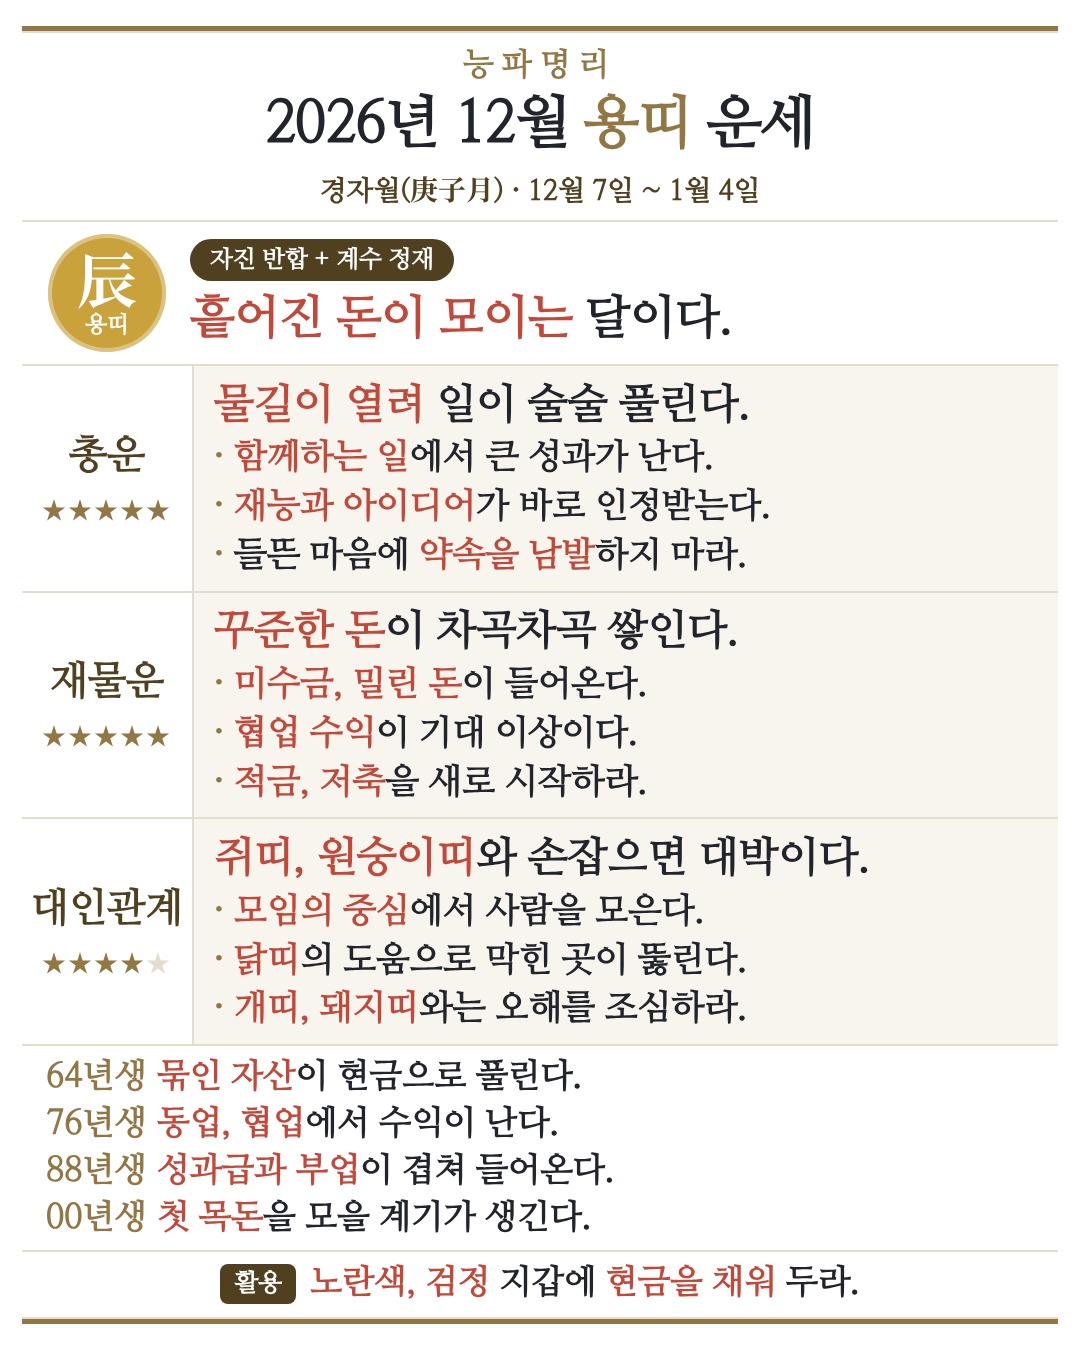 능파명리
2026년 12월 용띠 운세
경자월(庚子月) · 12월 7일 ~ 1월 4일
辰
용띠
자진 반합 + 계수 정재
흩어진 돈이 모이는 달이다.
총운
★★★★★
물길이 열려 일이 술술 풀린다.
· 함께하는 일에서 큰 성과가 난다.
· 재능과 아이디어가 바로 인정받는다.
· 들뜬 마음에 약속을 남발하지 마라.
재물운
★★★★★
꾸준한 돈이 차곡차곡 쌓인다.
· 미수금, 밀린 돈이 들어온다.
· 협업 수익이 기대 이상이다.
· 적금, 저축을 새로 시작하라.
대인관계
★★★★★
쥐띠, 원숭이띠와 손잡으면 대박이다.
· 모임의 중심에서 사람을 모은다.
· 닭띠의 도움으로 막힌 곳이 뚫린다.
· 개띠, 돼지띠와는 오해를 조심하라.
64년생 묶인 자산이 현금으로 풀린다.
76년생 동업, 협업에서 수익이 난다.
88년생 성과급과 부업이 겹쳐 들어온다.
00년생 첫 목돈을 모을 계기가 생긴다.
활용 노란색, 검정 지갑에 현금을 채워 두라.